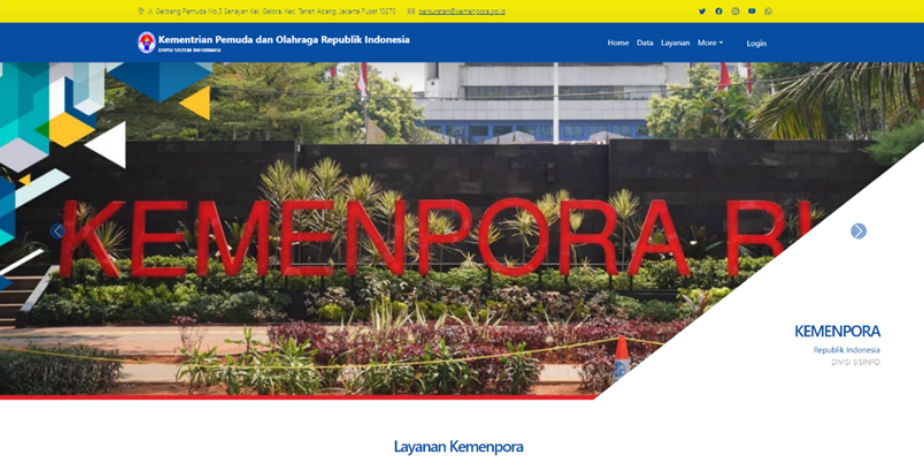 Jl. Gerbang Pemuda No.3 Senayan Kel. Gelora, Kec. Tanah Abang, Jakarta Pusat 10270 persuratan@kemenpora.go.id
Kementrian Pemuda dan Olahraga Republik Indonesia
DIVISI SISTEM INFORMASI
Home Data Layanan More Login
KEMENPORA RI
KEMENPORA
Republik Indonesia
DIVISI SISINFO
Layanan Kemenpora